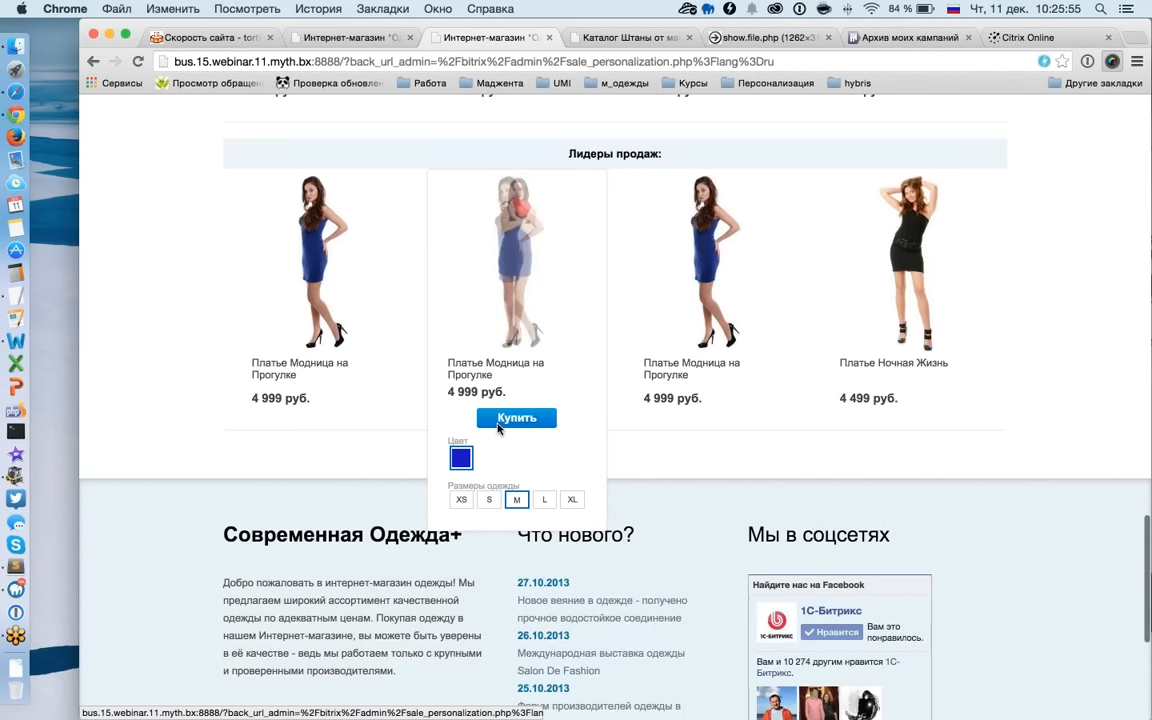 Chrome Файл Изменить Посмотреть История Закладки Окно Справка 84 % Чт, 11 дек. 10:25:55
Скорость сайта - torti Интернет-магазин "О Интернет-магазин "О Каталог Штаны от ма show.file.php (1262×3 Архив моих кампаний Citrix Online
bus.15.webinar.11.myth.bx:8888/?back_url_admin=%2Fbitrix%2Fadmin%2Fsale_personalization.php%3Flang%3Dru
Сервисы Просмотр обращен Проверка обновлен Работа Маджента UMI м_одежды Курсы Персонализация hybris Другие закладки
Лидеры продаж:
Платье Модница на
Прогулке
4 999 руб.
Платье Модница на
Прогулке
4 999 руб.
Купить
Цвет
Размеры одежды
XS S M L XL
Платье Модница на
Прогулке
4 999 руб.
Платье Ночная Жизнь
4 499 руб.
Современная Одежда+
Добро пожаловать в интернет-магазин одежды! Мы
предлагаем широкий ассортимент качественной
одежды по адекватным ценам. Покупая одежду в
нашем Интернет-магазине, вы можете быть уверены
в её качестве - ведь мы работаем только с крупными
и проверенными производителями.
Что нового?
27.10.2013
Новое веяние в одежде - получено
прочное водостойкое соединение
26.10.2013
Международная выставка одежды
Salon De Fashion
25.10.2013
Форум производителей одежды в
Мы в соцсетях
Найдите нас на Facebook
1С-Битрикс
Нравится
Вам это
понравилось.
1С-БИТРИКС
Вам и 10 274 другим нравится 1С-
Битрикс.
bus.15.webinar.11.myth.bx:8888/?back_url_admin=%2Fbitrix%2Fadmin%2Fsale_personalization.php%3Flan